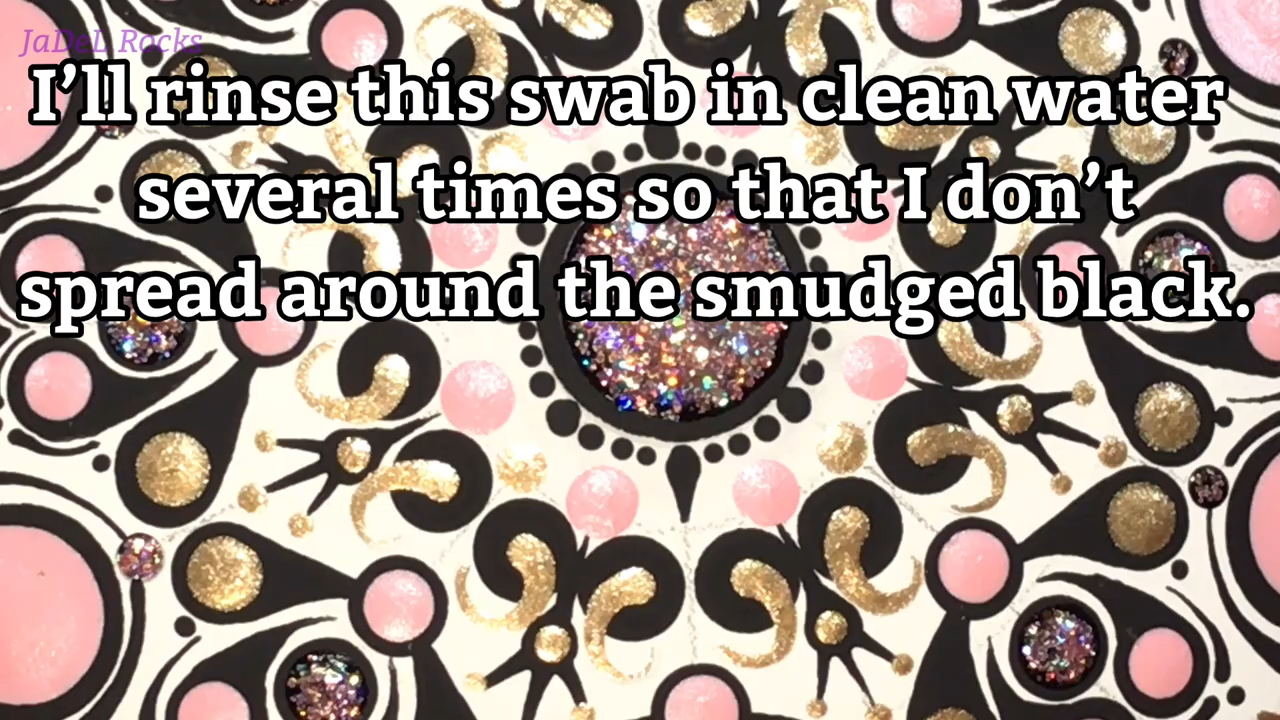 JaDeL Rocks
I’ll rinse this swab in clean water
several times so that I don’t
spread around the smudged black.